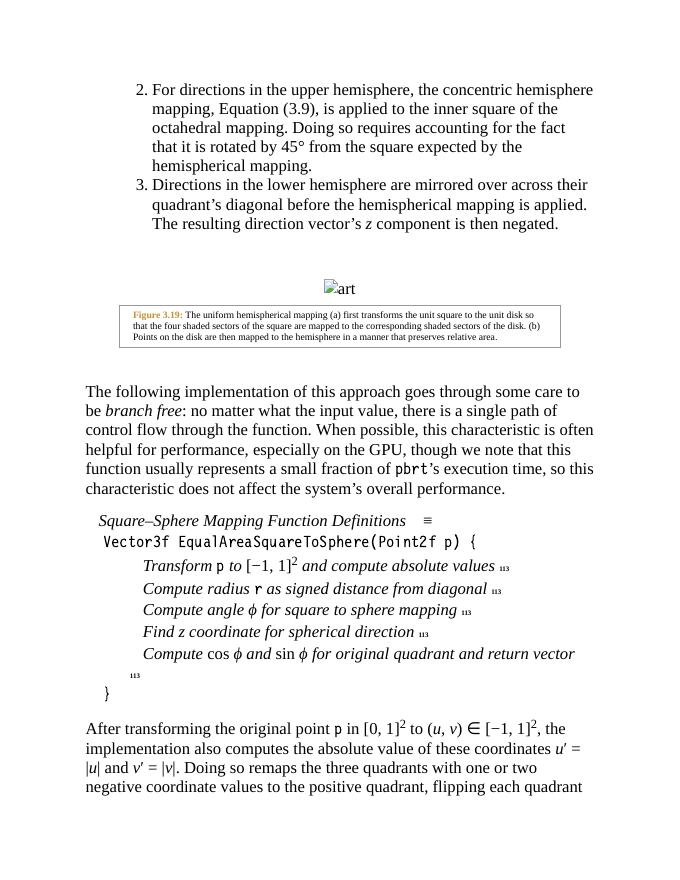 2. For directions in the upper hemisphere, the concentric hemisphere
mapping, Equation (3.9), is applied to the inner square of the
octahedral mapping. Doing so requires accounting for the fact
that it is rotated by 45° from the square expected by the
hemispherical mapping.
3. Directions in the lower hemisphere are mirrored over across their
quadrant’s diagonal before the hemispherical mapping is applied.
The resulting direction vector’s z component is then negated.
art
Figure 3.19: The uniform hemispherical mapping (a) first transforms the unit square to the unit disk so
that the four shaded sectors of the square are mapped to the corresponding shaded sectors of the disk. (b)
Points on the disk are then mapped to the hemisphere in a manner that preserves relative area.
The following implementation of this approach goes through some care to
be branch free: no matter what the input value, there is a single path of
control flow through the function. When possible, this characteristic is often
helpful for performance, especially on the GPU, though we note that this
function usually represents a small fraction of pbrt’s execution time, so this
characteristic does not affect the system’s overall performance.
Square–Sphere Mapping Function Definitions ≡
Vector3f EqualAreaSquareToSphere(Point2f p) {
Transform p to [−1, 1]² and compute absolute values 113
Compute radius r as signed distance from diagonal 113
Compute angle ϕ for square to sphere mapping 113
Find z coordinate for spherical direction 113
Compute cos ϕ and sin ϕ for original quadrant and return vector
113
}
After transforming the original point p in [0, 1]² to (u, v) ∈ [−1, 1]², the
implementation also computes the absolute value of these coordinates u′ =
|u| and v′ = |v|. Doing so remaps the three quadrants with one or two
negative coordinate values to the positive quadrant, flipping each quadrant